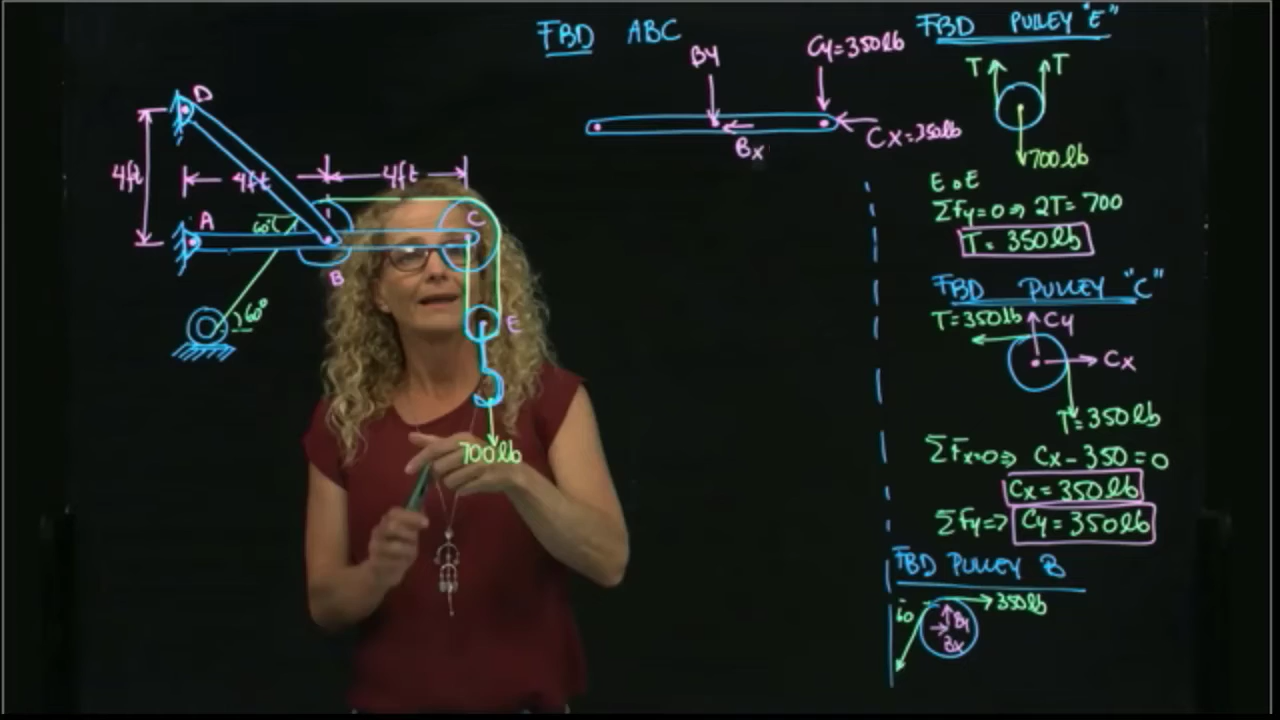 FBD ABC
By
Cy=350lb
Cx=350lb
Bx
D
4ft
4ft
4ft
A
60°
C
B
60°
E
700lb
FBD PULLEY "E"
T T
700lb
E o E
ΣFy=0⇒ 2T= 700
T= 350lb
FBD PULLEY "C"
T=350lb
Cy
Cx
T=350lb
ΣFx=0⇒ Cx-350=0
Cx=350lb
ΣFy=> Cy=350lb
FBD PULLEY B
60
350lb
By
Bx